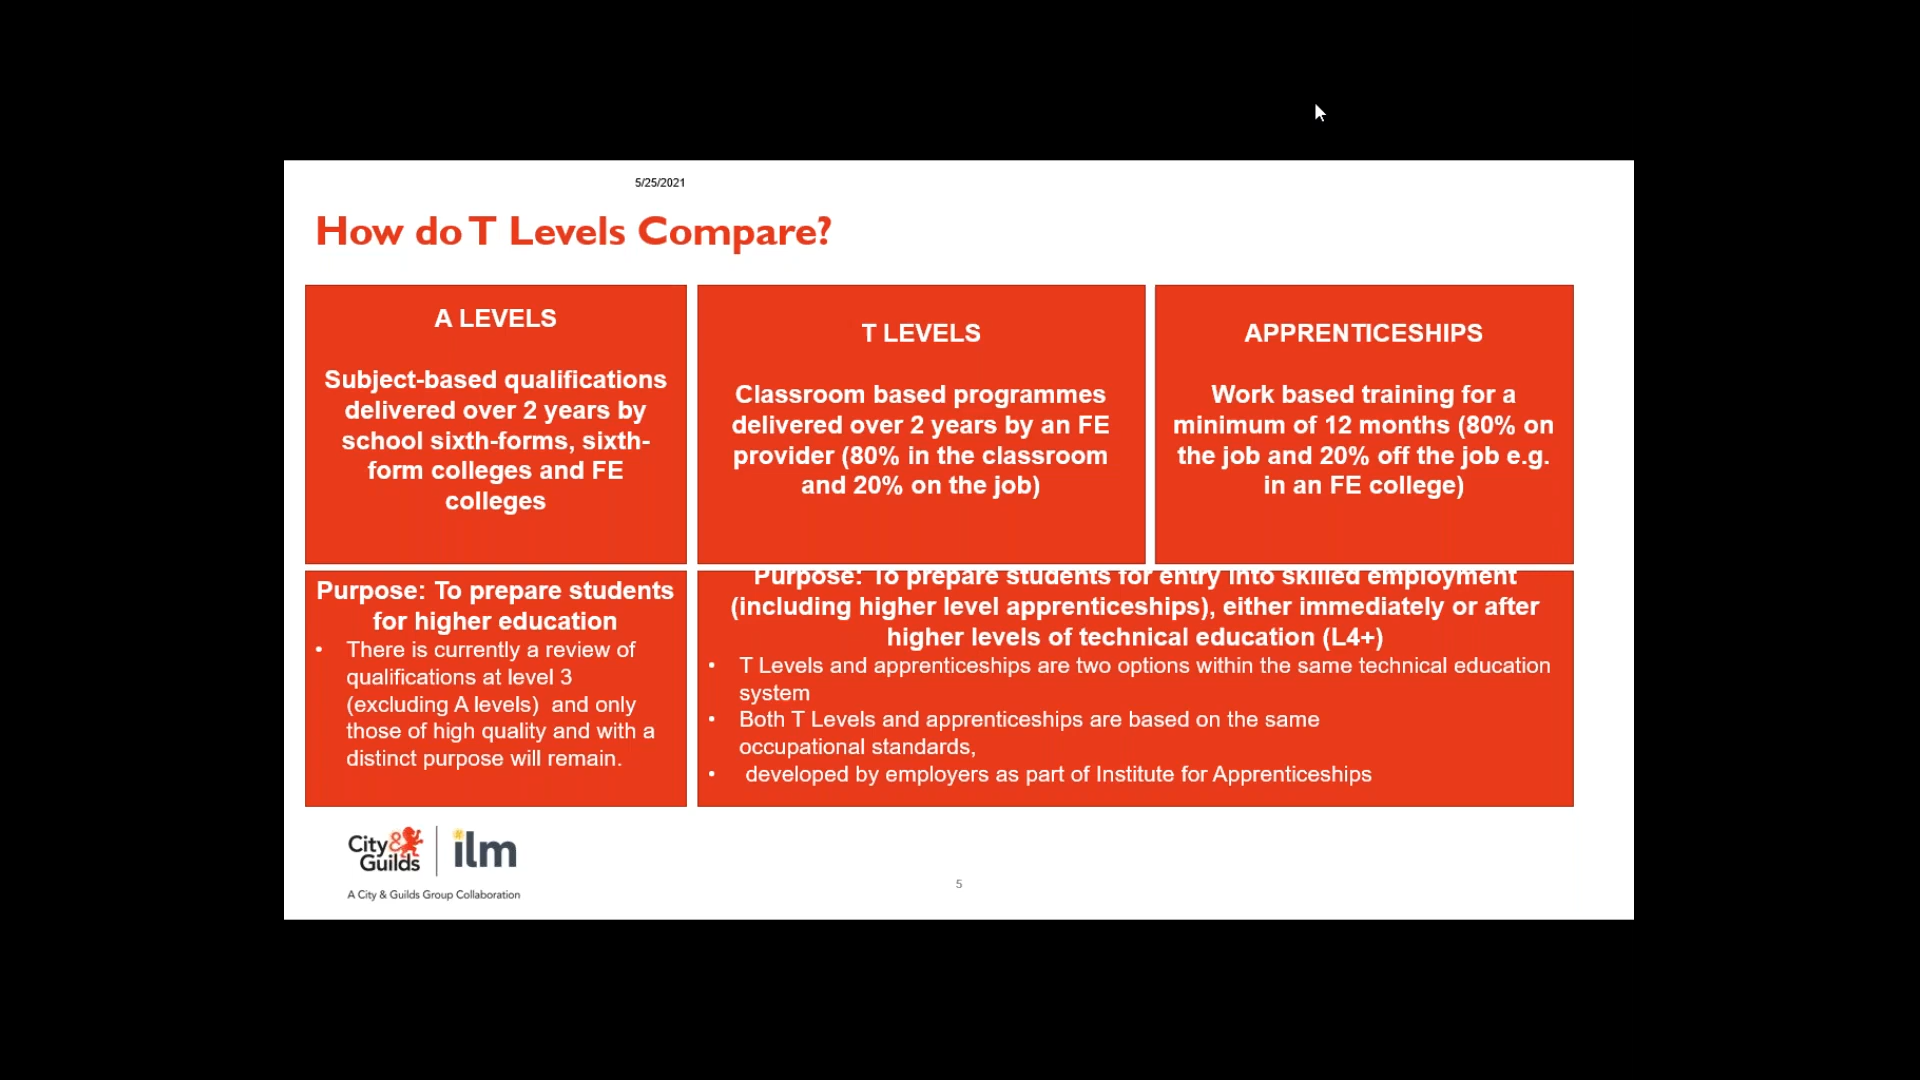 5/25/2021
How do T Levels Compare?
A LEVELS
Subject-based qualifications
delivered over 2 years by
school sixth-forms, sixth-
form colleges and FE
colleges
T LEVELS
Classroom based programmes
delivered over 2 years by an FE
provider (80% in the classroom
and 20% on the job)
APPRENTICESHIPS
Work based training for a
minimum of 12 months (80% on
the job and 20% off the job e.g.
in an FE college)
Purpose: To prepare students
for higher education
• There is currently a review of
qualifications at level 3
(excluding A levels) and only
those of high quality and with a
distinct purpose will remain.
Purpose: To prepare students for entry into skilled employment
(including higher level apprenticeships), either immediately or after
higher levels of technical education (L4+)
• T Levels and apprenticeships are two options within the same technical education
system
• Both T Levels and apprenticeships are based on the same
occupational standards,
• developed by employers as part of Institute for Apprenticeships
City &
Guilds
ilm
A City & Guilds Group Collaboration
5